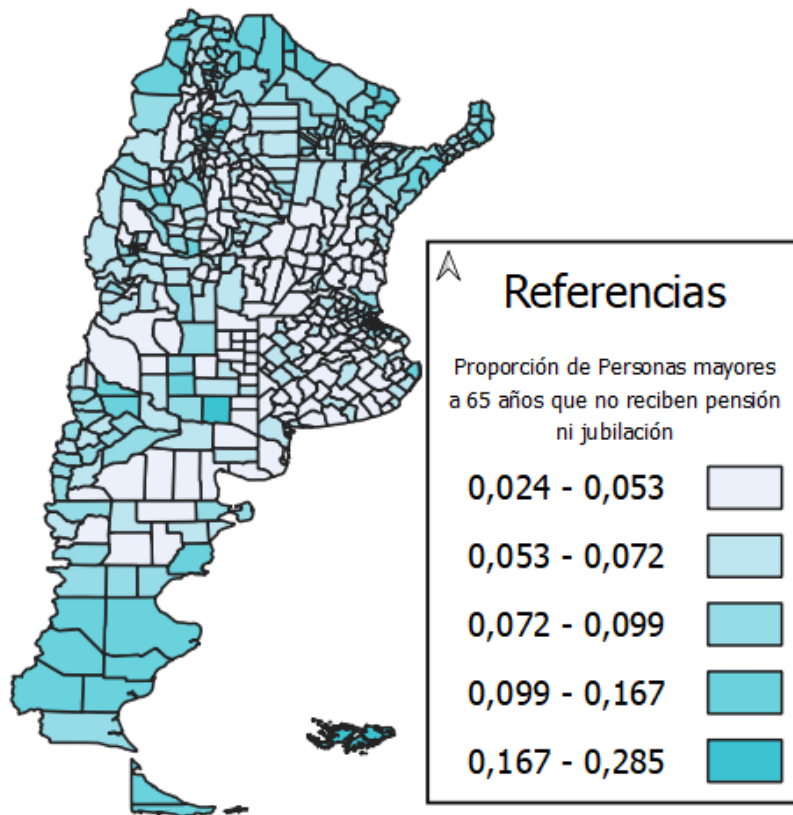 Referencias
Proporción de Personas mayores
a 65 años que no reciben pensión
ni jubilación
0,024 - 0,053
0,053 - 0,072
0,072 - 0,099
0,099 - 0,167
0,167 - 0,285